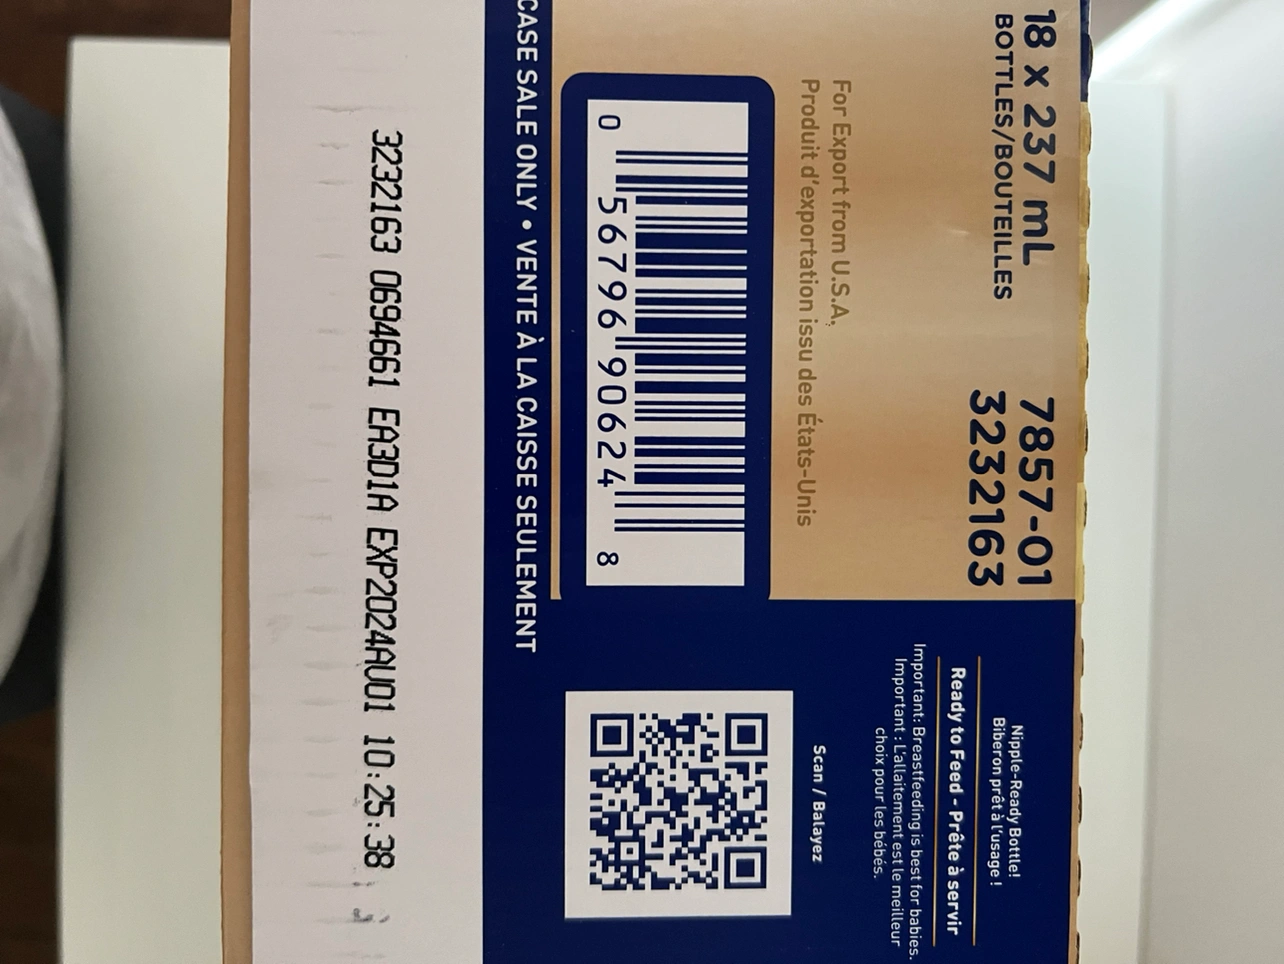 18 x 237 mL
BOTTLES/BOUTEILLES
7857-01
3232163
Nipple-Ready Bottle!
Biberon prêt à l'usage !
Ready to Feed - Prête à servir
Important: Breastfeeding is best for babies.
Important : L'allaitement est le meilleur
choix pour les bébés.
For Export from U.S.A.
Produit d'exportation issu des États-Unis
Scan / Balayez
0 56796 90624 8
CASE SALE ONLY • VENTE À LA CAISSE SEULEMENT
3232163 0694661 EA3D1A EXP2024AU01 10:25:38